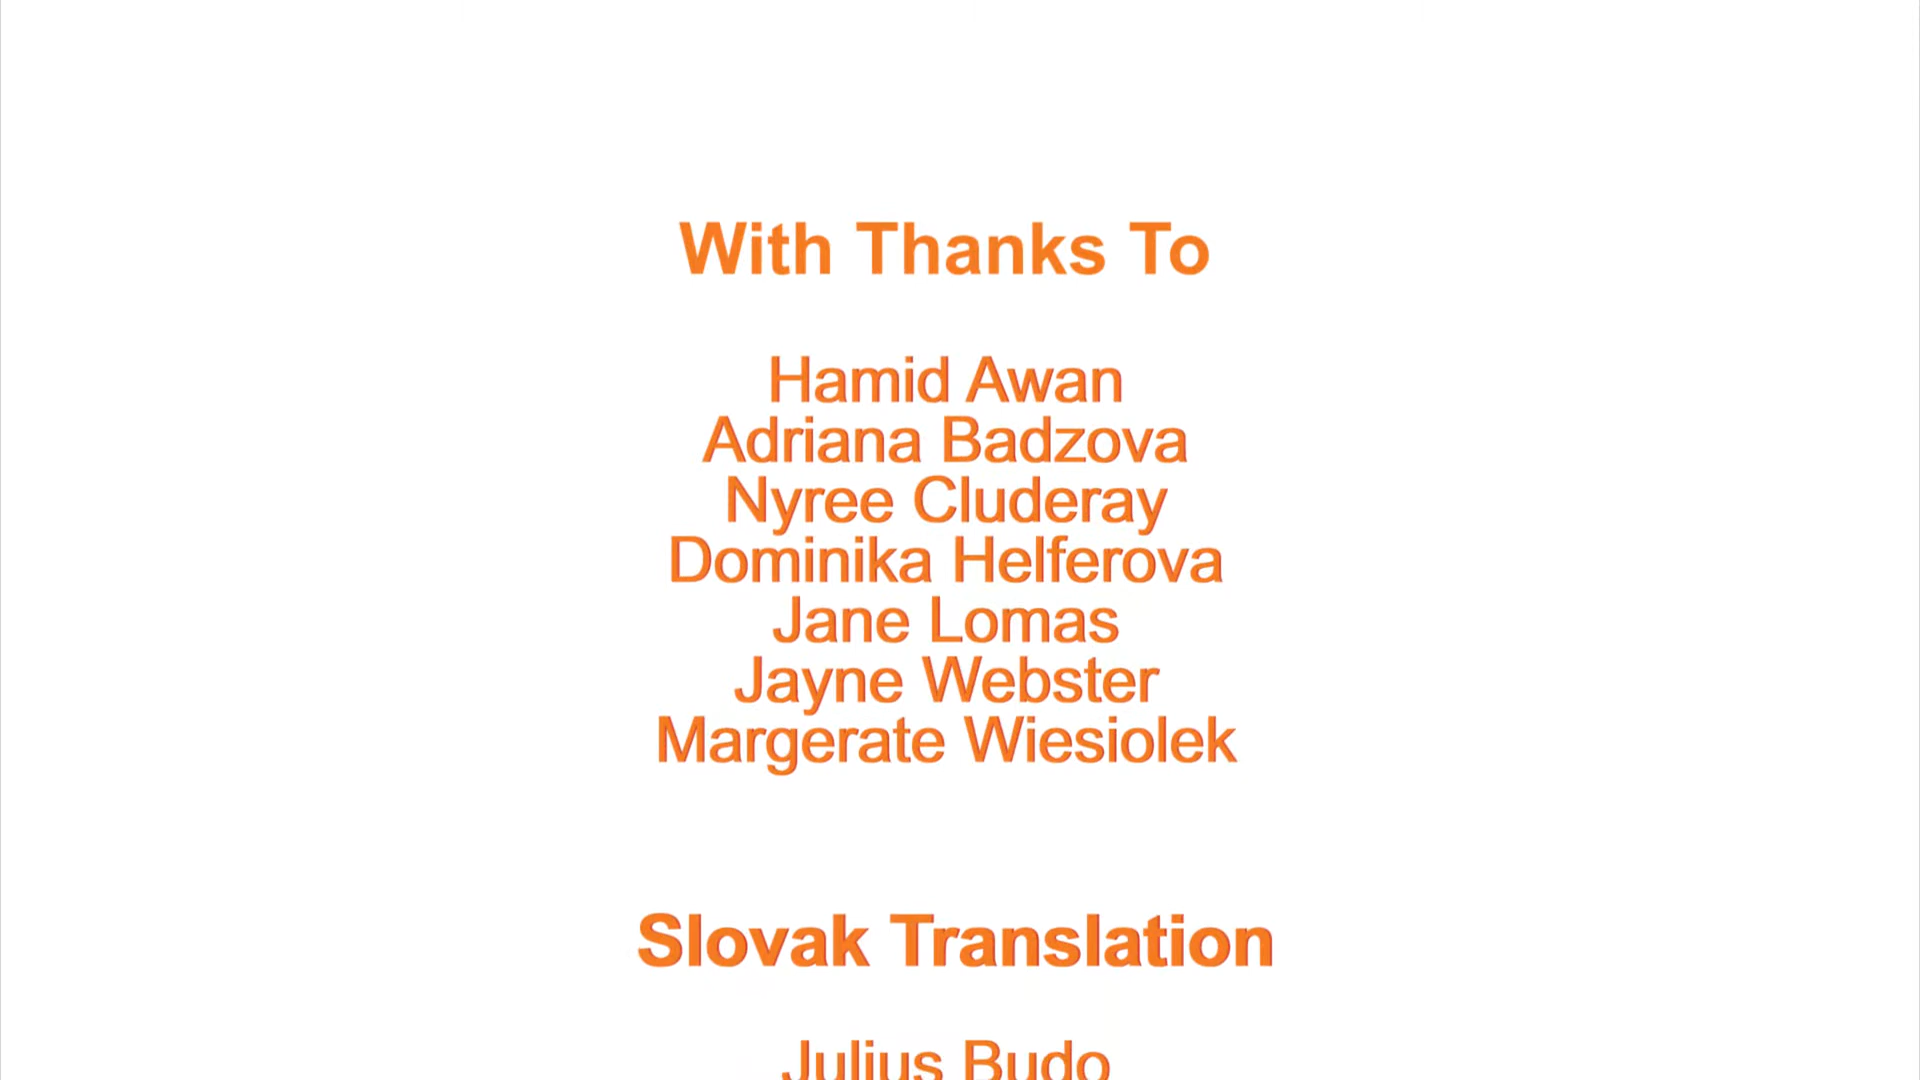 With Thanks To
Hamid Awan
Adriana Badzova
Nyree Cluderay
Dominika Helferova
Jane Lomas
Jayne Webster
Margerate Wiesiolek
Slovak Translation
Julius Budo